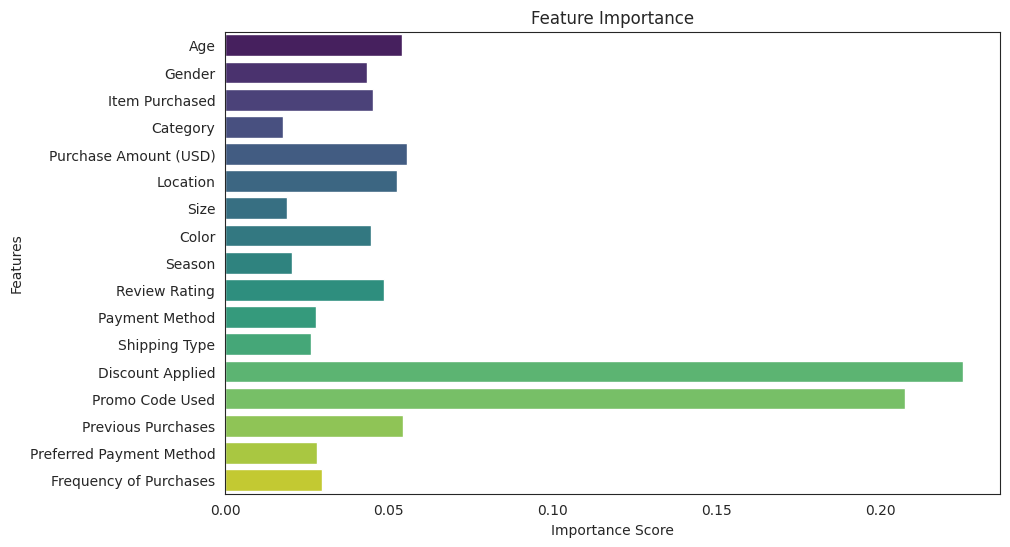 Feature Importance
Features
Age
Gender
Item Purchased
Category
Purchase Amount (USD)
Location
Size
Color
Season
Review Rating
Payment Method
Shipping Type
Discount Applied
Promo Code Used
Previous Purchases
Preferred Payment Method
Frequency of Purchases
0.00 0.05 0.10 0.15 0.20
Importance Score